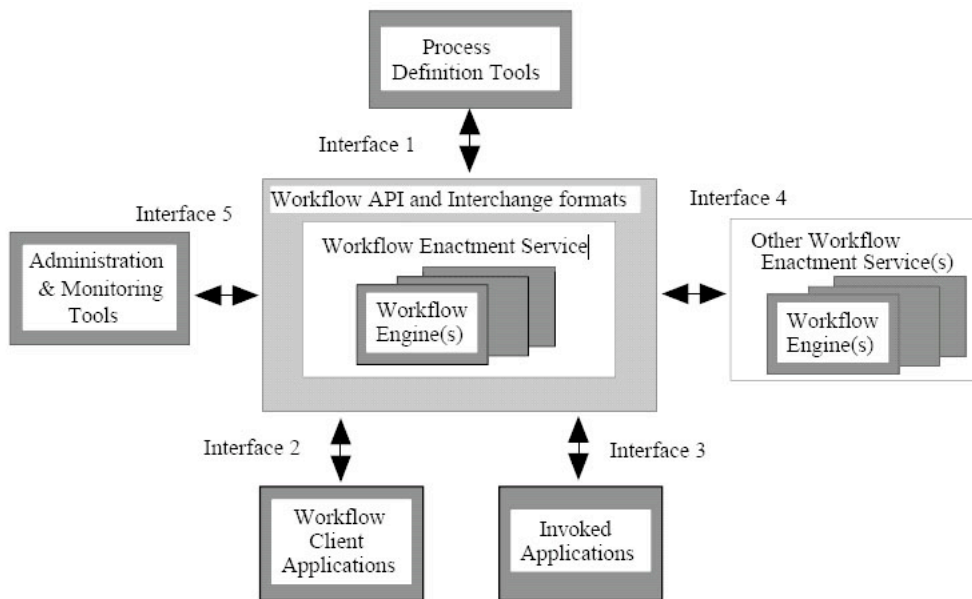 Process
Definition Tools
Interface 1
Workflow API and Interchange formats
Interface 5
Interface 4
Administration
& Monitoring
Tools
Workflow Enactment Service
Workflow
Engine(s)
Other Workflow
Enactment Service(s)
Workflow
Engine(s)
Interface 2
Interface 3
Workflow
Client
Applications
Invoked
Applications